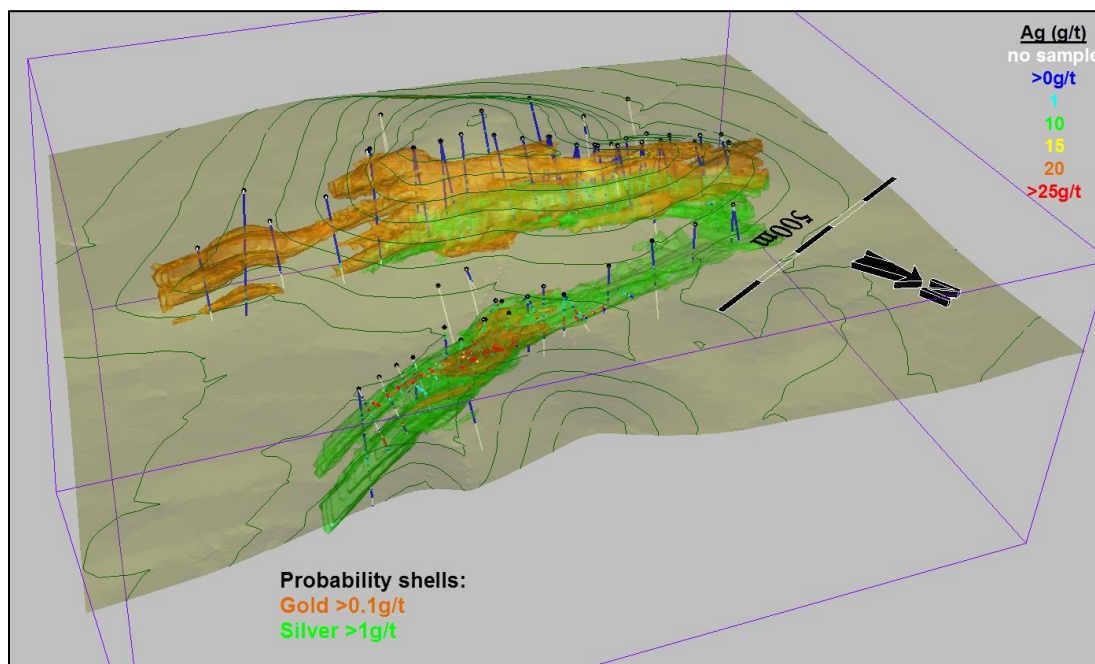 Ag (g/t)
no sample
>0g/t
1
10
15
20
>25g/t
500m
N
Probability shells:
Gold >0.1g/t
Silver >1g/t